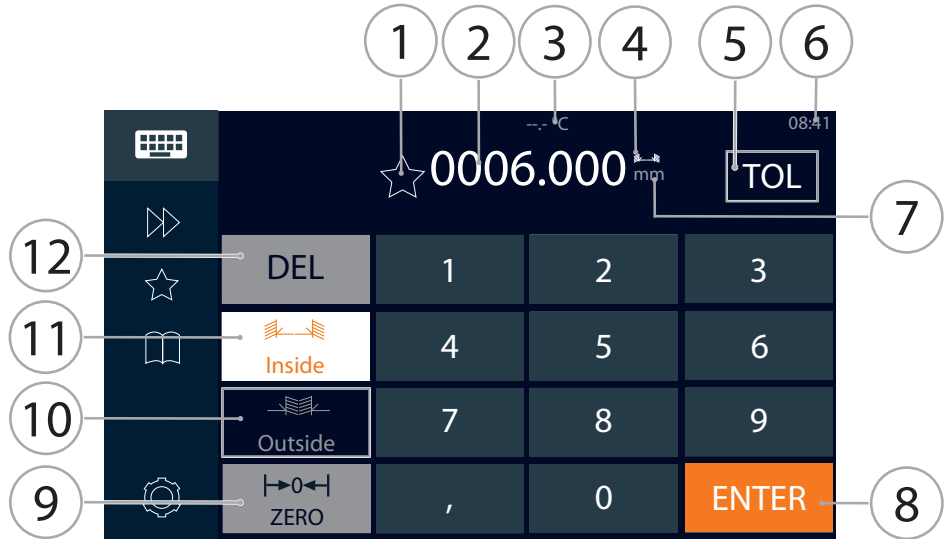 1 2 3 4 5 6
--.- °C 08:41
0006.000 mm TOL
7
12 DEL 1 2 3
11 Inside 4 5 6
10 Outside 7 8 9
9 0 ZERO , 0 ENTER 8